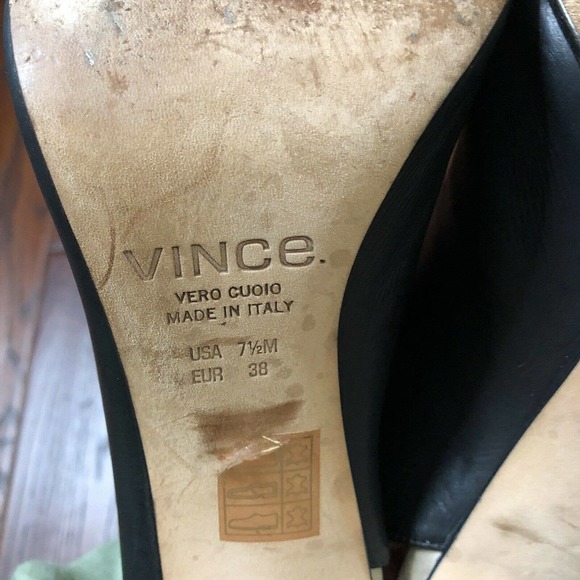 VINCe.
VERO CUOIO
MADE IN ITALY
USA 7½M
EUR 38